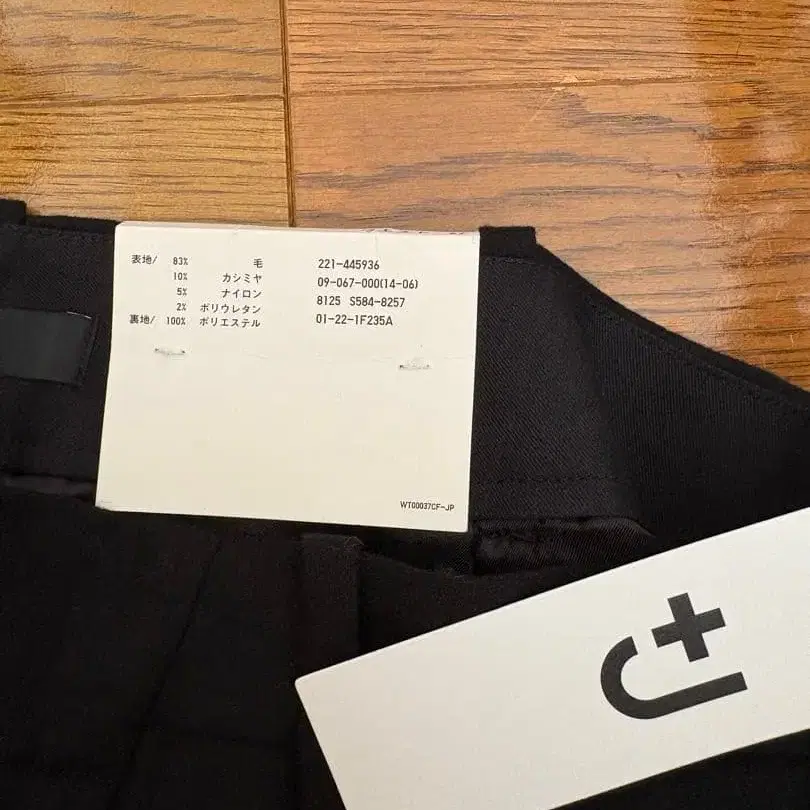 表地/ 83% 毛
10% カシミヤ
5% ナイロン
2% ポリウレタン
裏地/ 100% ポリエステル
221-445936
09-067-000(14-06)
8125 S584-8257
01-22-1F235A
WT00037CF-JP
+J